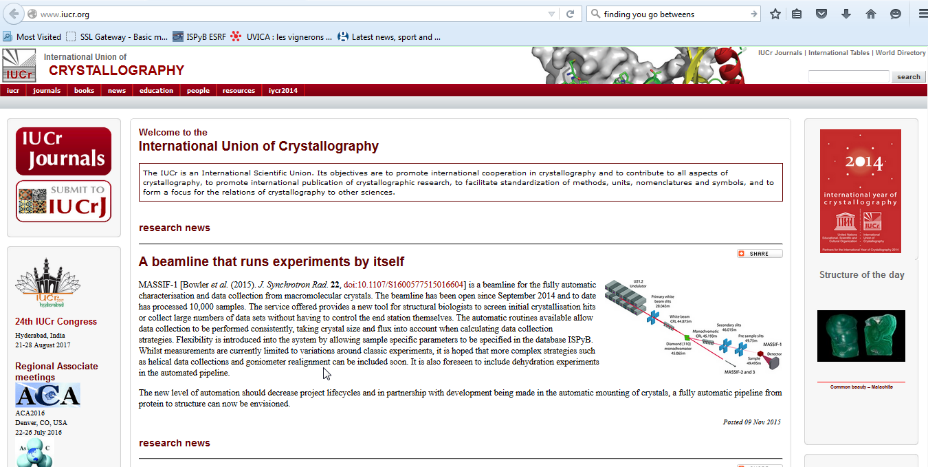 www.iucr.org
finding you go betweens
Most Visited
SSL Gateway - Basic m...
ISPyB ESRF
UVICA : les vignerons ...
Latest news, sport and ...
IUCr
International Union of
CRYSTALLOGRAPHY
IUCr Journals | International Tables | World Directory
search
iucr journals books news education people resources iycr2014
IUCr
Journals
SUBMIT TO
IUCrJ
iucr
hyderabad
24th IUCr Congress
Hyderabad, India
21-28 August 2017
Regional Associate
meetings
ACA
ACA2016
Denver, CO, USA
22-26 July 2016
As C
Welcome to the
International Union of Crystallography
The IUCr is an International Scientific Union. Its objectives are to promote international cooperation in crystallography and to contribute to all aspects of
crystallography, to promote international publication of crystallographic research, to facilitate standardization of methods, units, nomenclatures and symbols, and to
form a focus for the relations of crystallography to other sciences.
research news
SHARE
A beamline that runs experiments by itself
MASSIF-1 [Bowler et al. (2015). J. Synchrotron Rad. 22, doi:10.1107/S1600577515016604] is a beamline for the fully automatic
characterisation and data collection from macromolecular crystals. The beamline has been open since September 2014 and to date
has processed 10,000 samples. The service offered provides a new tool for structural biologists to screen initial crystallisation hits
or collect large numbers of data sets without having to control the end station themselves. The automatic routines available allow
data collection to be performed consistently, taking crystal size and flux into account when calculating data collection
strategies. Flexibility is introduced into the system by allowing sample specific parameters to be specified in the database ISPyB.
Whilst measurements are currently limited to variations around classic experiments, it is hoped that more complex strategies such
as helical data collections and goniometer realignment can be included soon. It is also foreseen to include dehydration experiments
in the automated pipeline.
The new level of automation should decrease project lifecycles and in partnership with development being made in the automatic mounting of crystals, a fully automatic pipeline from
protein to structure can now be envisioned.
Posted 09 Nov 2015
research news
undulator
Primary white
beam slits
White beam
Diamond
monochromator
Monochromatic
Secondary slits
Pre sample slits
Sample
Detector
MASSIF-2 and 3
2014
international year of
crystallography
Structure of the day
Common beauty – Malachite